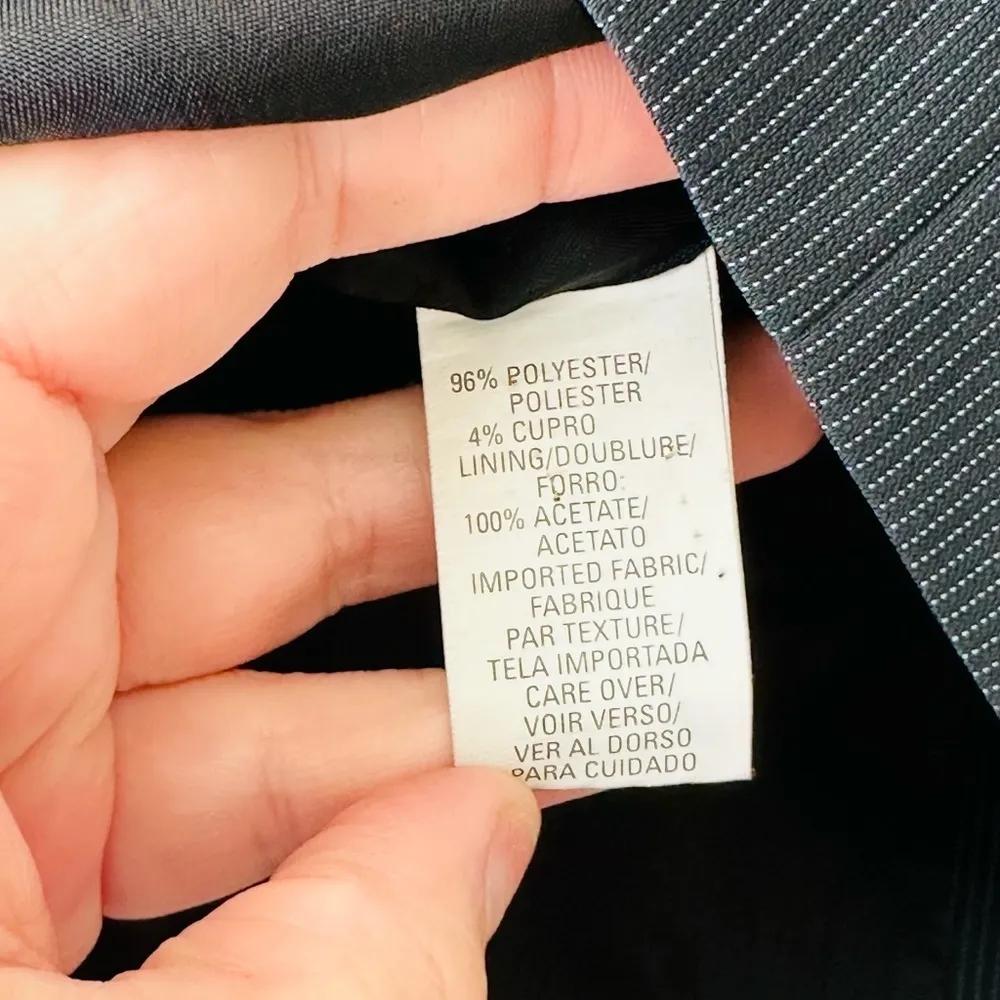 96% POLYESTER/
POLIESTER
4% CUPRO
LINING/DOUBLUBE/
FORRO:
100% ACETATE/
ACETATO
IMPORTED FABRIC/
FABRIQUE
PAR TEXTURE/
TELA IMPORTADA
CARE OVER/
VOIR VERSO/
VER AL DORSO
PARA CUIDADO